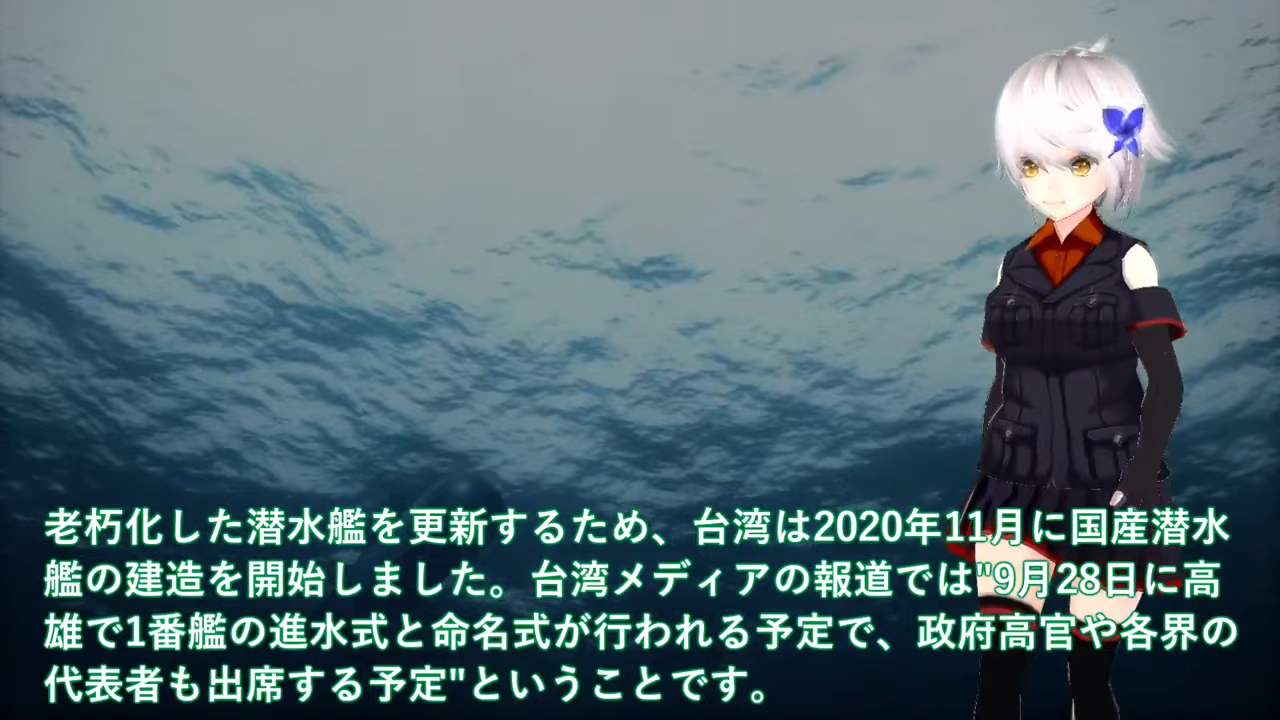 老朽化した潜水艦を更新するため、台湾は2020年11月に国産潜水
艦の建造を開始しました。台湾メディアの報道では"9月28日に高
雄で1番艦の進水式と命名式が行われる予定で、政府高官や各界の
代表者も出席する予定"ということです。